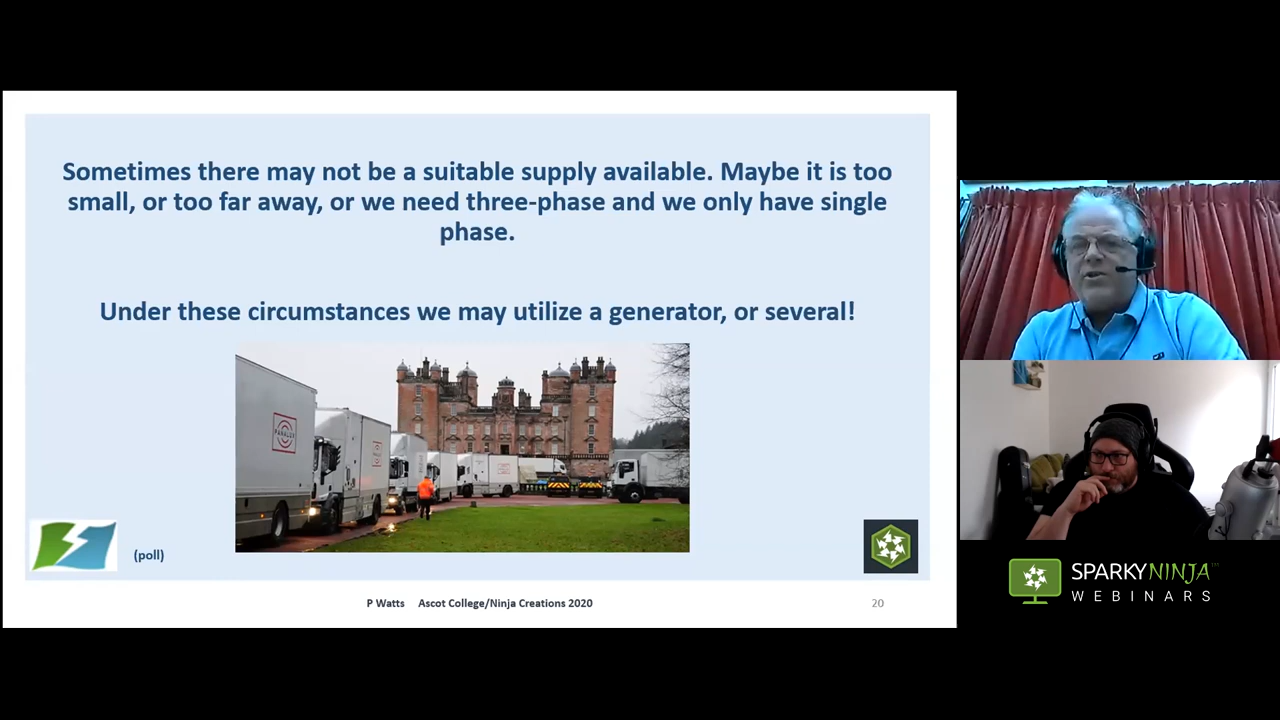 Sometimes there may not be a suitable supply available. Maybe it is too
small, or too far away, or we need three-phase and we only have single
phase.
Under these circumstances we may utilize a generator, or several!
PANALUX
(poll)
P Watts Ascot College/Ninja Creations 2020
20
SPARKYNINJA™
WEBINARS